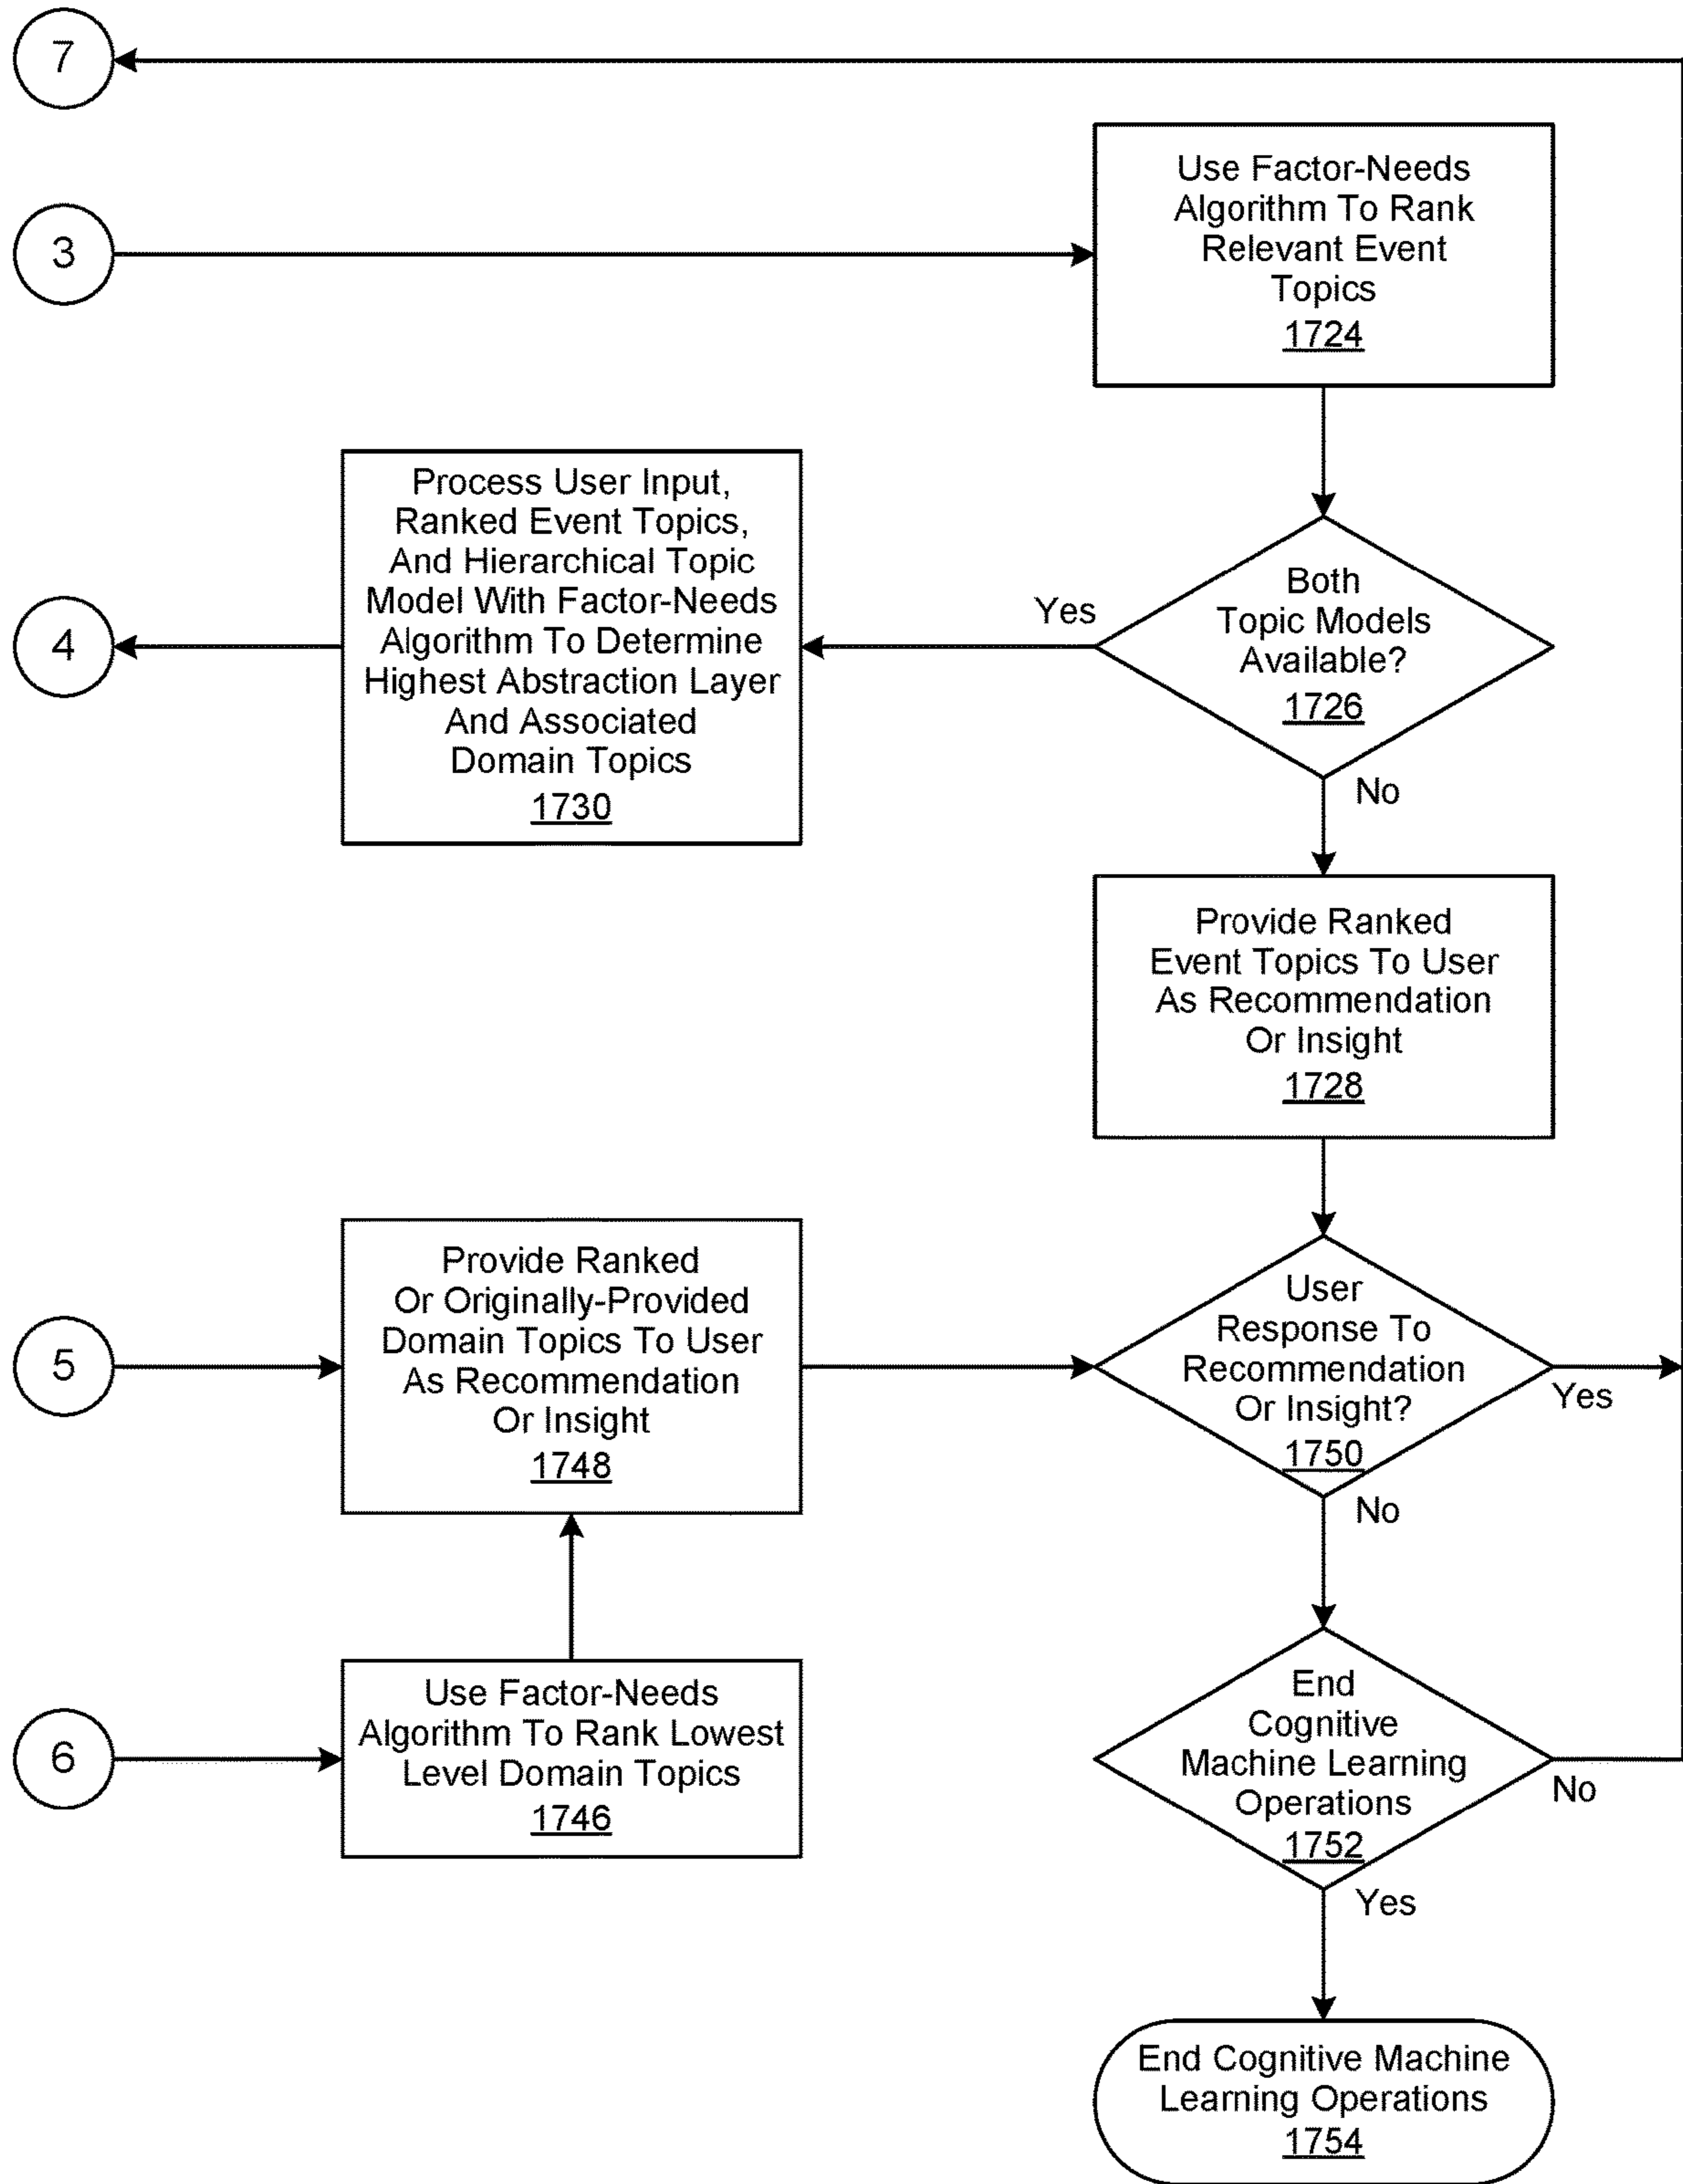 7
3
Use Factor-Needs
Algorithm To Rank
Relevant Event
Topics
1724
4
Process User Input,
Ranked Event Topics,
And Hierarchical Topic
Model With Factor-Needs
Algorithm To Determine
Highest Abstraction Layer
And Associated
Domain Topics
1730
Yes
Both
Topic Models
Available?
1726
No
Provide Ranked
Event Topics To User
As Recommendation
Or Insight
1728
5
Provide Ranked
Or Originally-Provided
Domain Topics To User
As Recommendation
Or Insight
1748
User
Response To
Recommendation
Or Insight?
1750
Yes
No
6
Use Factor-Needs
Algorithm To Rank Lowest
Level Domain Topics
1746
End
Cognitive
Machine Learning
Operations
1752
No
Yes
End Cognitive Machine
Learning Operations
1754